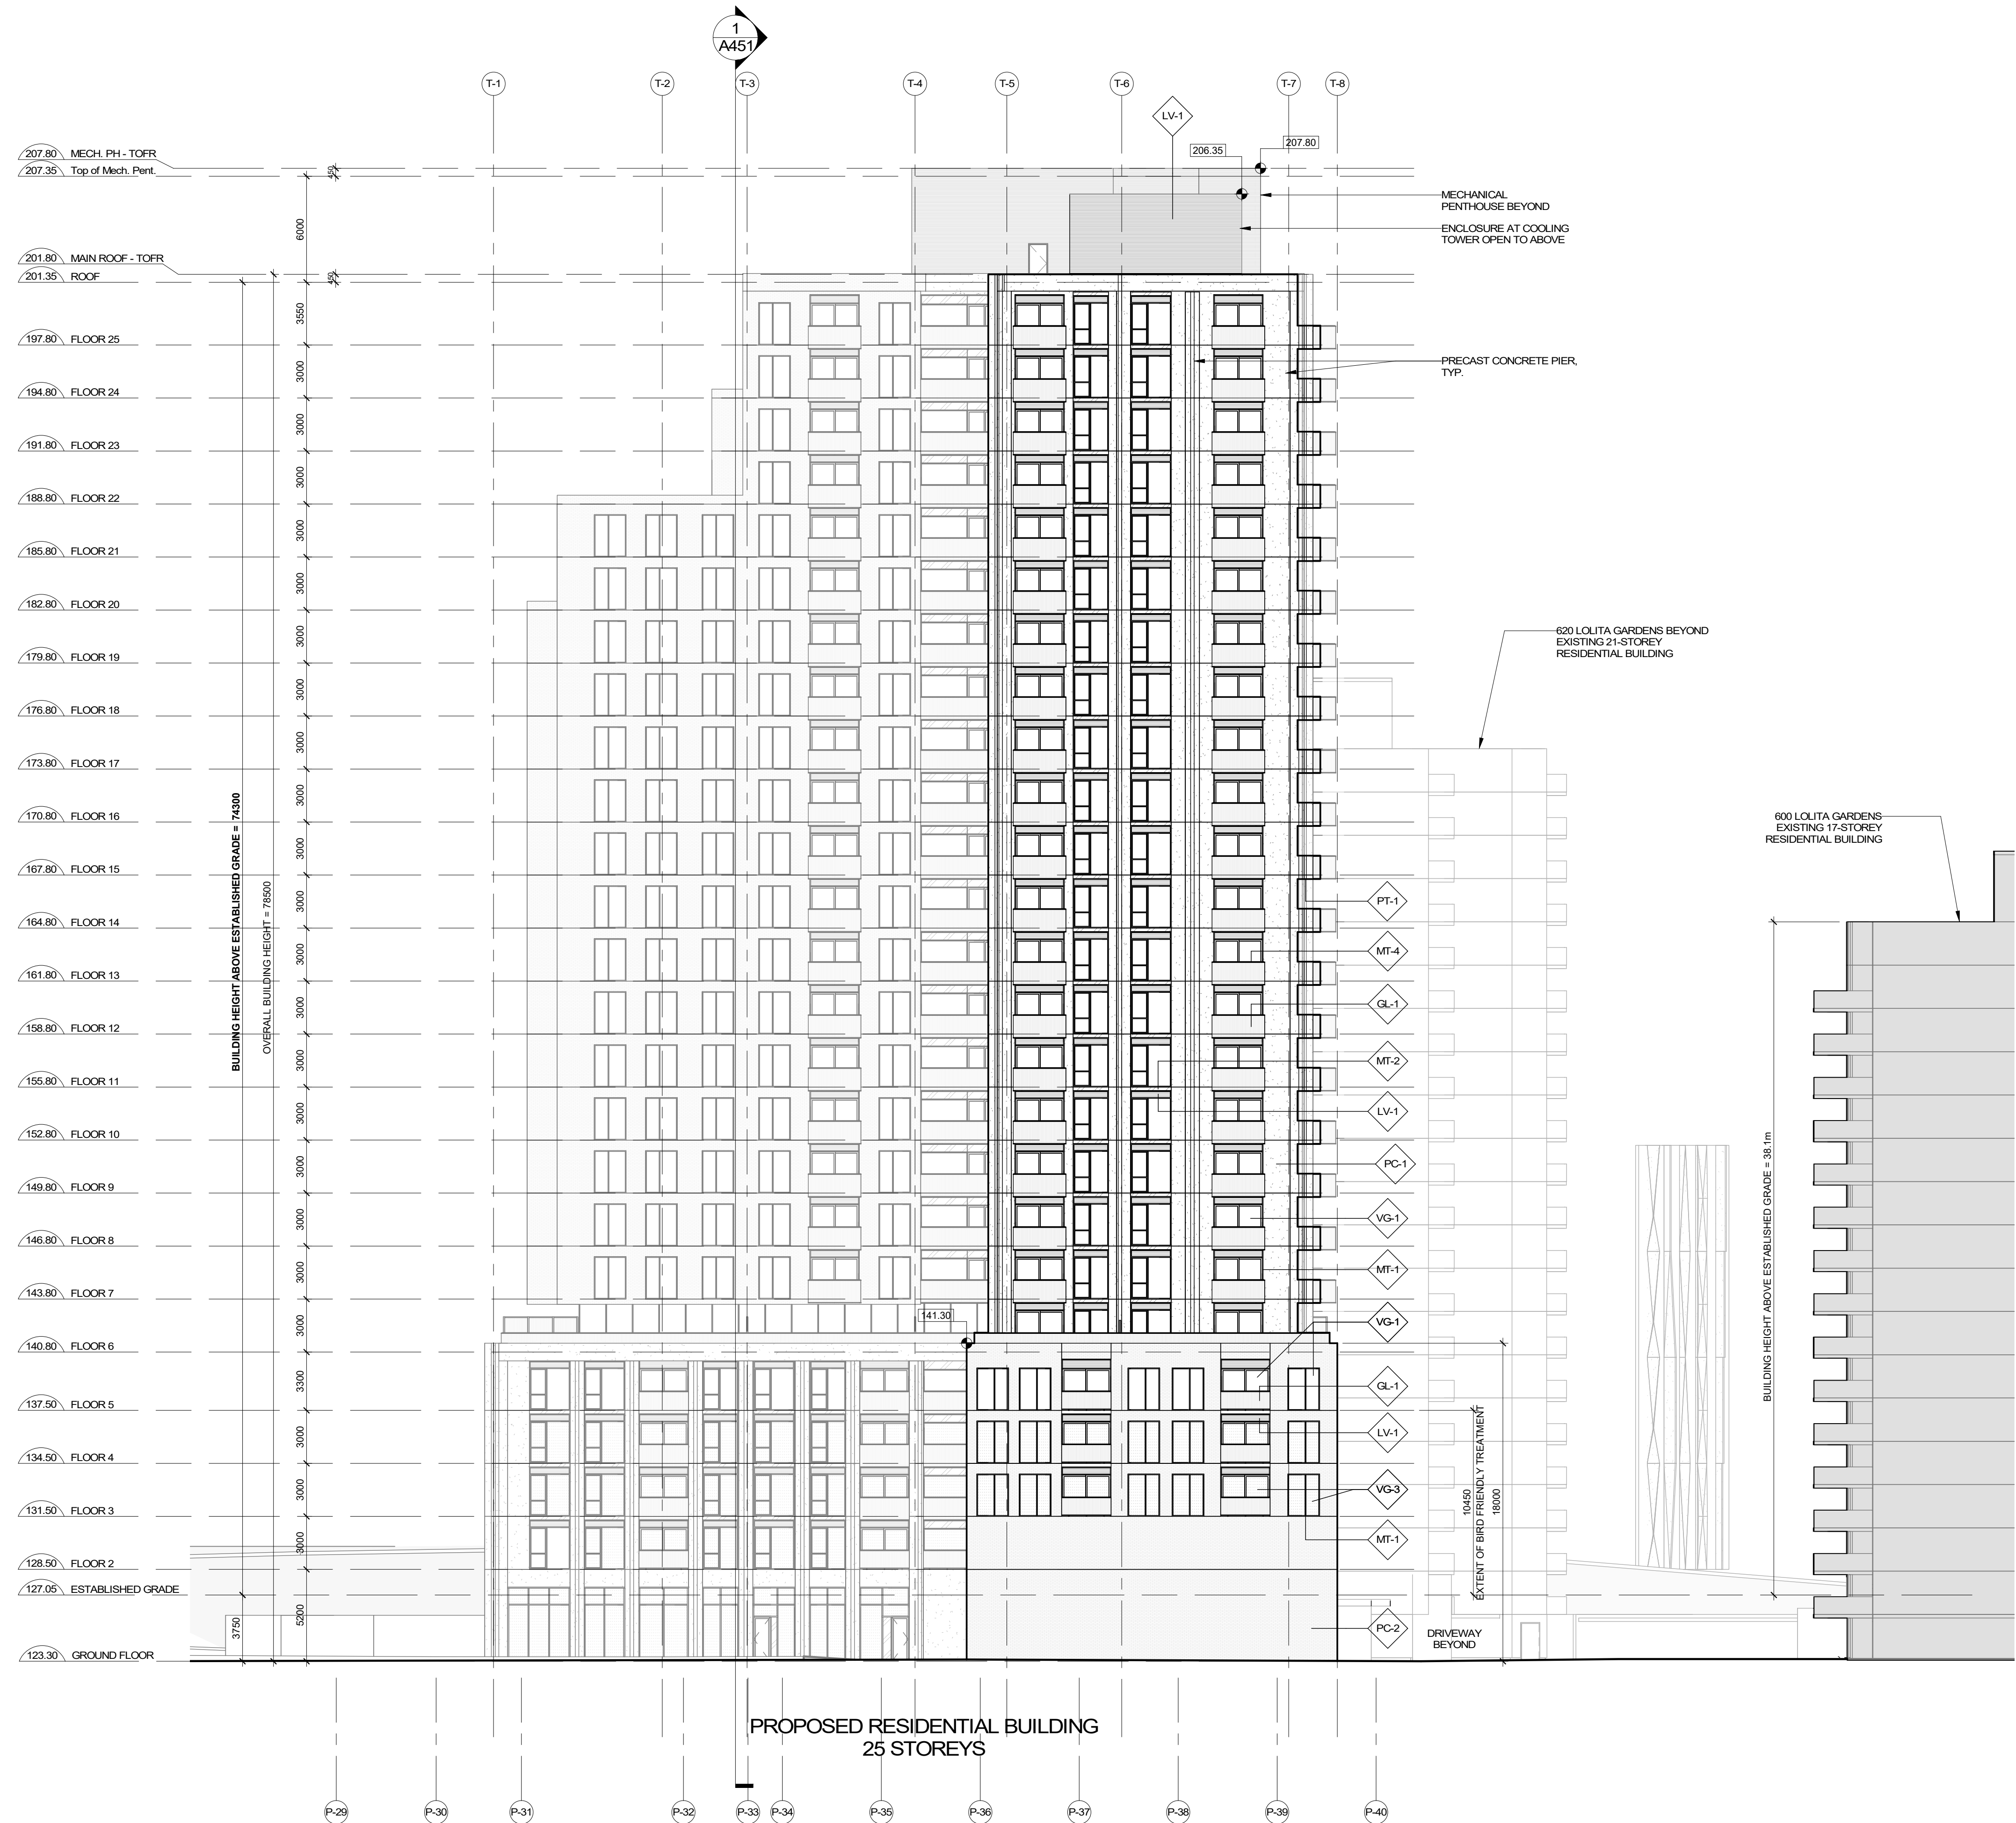 1
A451
T-1
T-2
T-3
T-4
T-5
T-6
T-7
T-8
LV-1
207.80
206.35
207.80 MECH. PH - TOFR
207.35 Top of Mech. Pent.
450
MECHANICAL
PENTHOUSE BEYOND
ENCLOSURE AT COOLING
TOWER OPEN TO ABOVE
6000
201.80 MAIN ROOF - TOFR
201.35 ROOF
450
3550
197.80 FLOOR 25
PRECAST CONCRETE PIER,
TYP.
3000
194.80 FLOOR 24
3000
191.80 FLOOR 23
3000
188.80 FLOOR 22
3000
185.80 FLOOR 21
3000
182.80 FLOOR 20
3000
620 LOLITA GARDENS BEYOND
EXISTING 21-STOREY
RESIDENTIAL BUILDING
179.80 FLOOR 19
3000
176.80 FLOOR 18
3000
173.80 FLOOR 17
3000
170.80 FLOOR 16
600 LOLITA GARDENS
EXISTING 17-STOREY
RESIDENTIAL BUILDING
3000
167.80 FLOOR 15
3000
164.80 FLOOR 14
PT-1
3000
161.80 FLOOR 13
MT-4
3000
158.80 FLOOR 12
GL-1
3000
155.80 FLOOR 11
MT-2
3000
152.80 FLOOR 10
LV-1
3000
149.80 FLOOR 9
PC-1
3000
146.80 FLOOR 8
VG-1
3000
143.80 FLOOR 7
MT-1
3000
140.80 FLOOR 6
141.30
VG-1
3300
137.50 FLOOR 5
GL-1
3000
134.50 FLOOR 4
LV-1
3000
131.50 FLOOR 3
VG-3
3000
128.50 FLOOR 2
MT-1
127.05 ESTABLISHED GRADE
5200
3750
123.30 GROUND FLOOR
PC-2
DRIVEWAY
BEYOND
BUILDING HEIGHT ABOVE ESTABLISHED GRADE = 74300
OVERALL BUILDING HEIGHT = 78500
10450
EXTENT OF BIRD FRIENDLY TREATMENT
18000
BUILDING HEIGHT ABOVE ESTABLISHED GRADE = 38.1m
PROPOSED RESIDENTIAL BUILDING
25 STOREYS
P-29
P-30
P-31
P-32
P-33
P-34
P-35
P-36
P-37
P-38
P-39
P-40